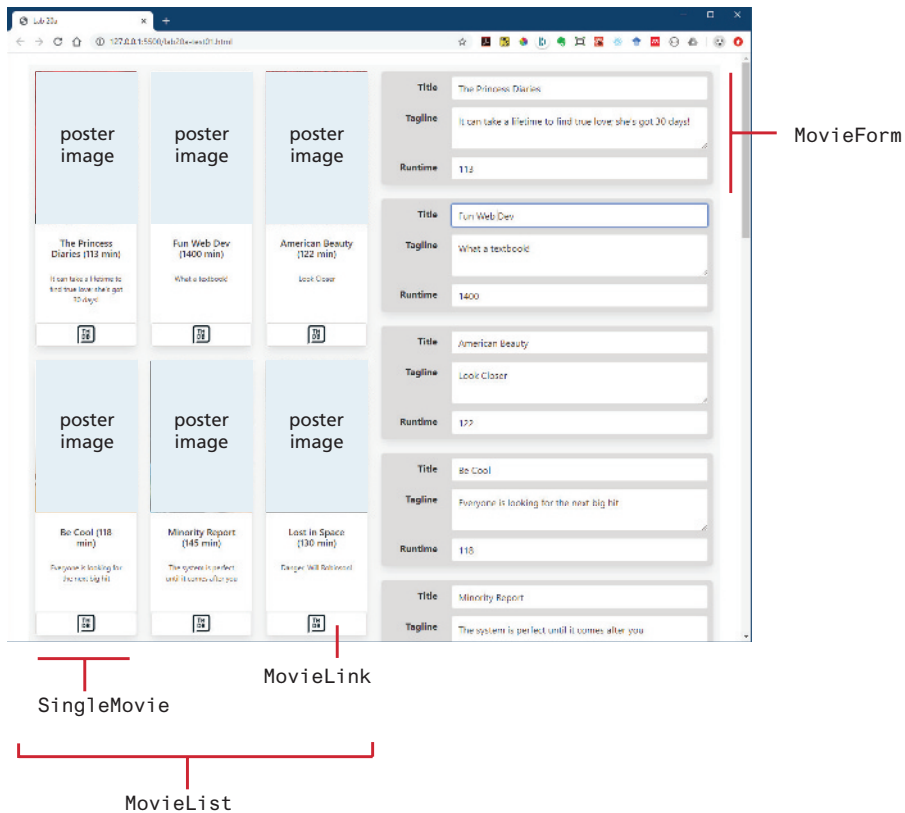 Lab 20a
127.0.0.1:5500/lab20a-test01.html
poster
image
The Princess
Diaries (113 min)
It can take a lifetime to
find true love; she's got
30 days!
poster
image
Fun Web Dev
(1400 min)
What a textbook!
poster
image
American Beauty
(122 min)
Look Closer
poster
image
Be Cool (118
min)
Everyone is looking for
the next big hit
poster
image
Minority Report
(145 min)
The system is perfect
until it comes after you
poster
image
Lost in Space
(130 min)
Danger, Will Robinson!
Title
The Princess Diaries
Tagline
It can take a lifetime to find true love; she's got 30 days!
Runtime
113
Title
Fun Web Dev
Tagline
What a textbook!
Runtime
1400
Title
American Beauty
Tagline
Look Closer
Runtime
122
Title
Be Cool
Tagline
Everyone is looking for the next big hit
Runtime
118
Title
Minority Report
Tagline
The system is perfect until it comes after you
MovieForm
MovieLink
SingleMovie
MovieList